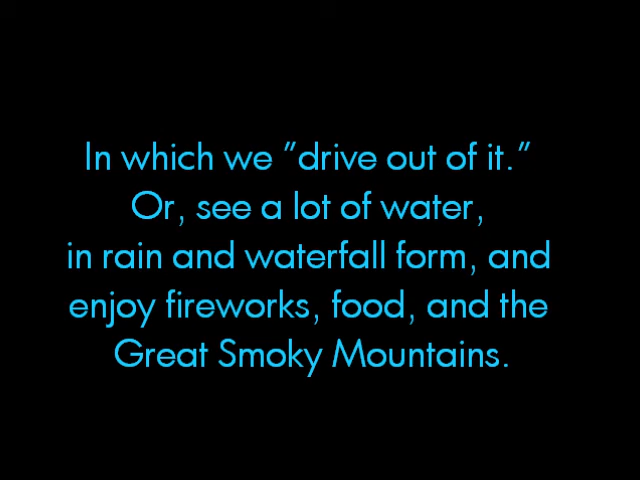 In which we "drive out of it."
Or, see a lot of water,
in rain and waterfall form, and
enjoy fireworks, food, and the
Great Smoky Mountains.